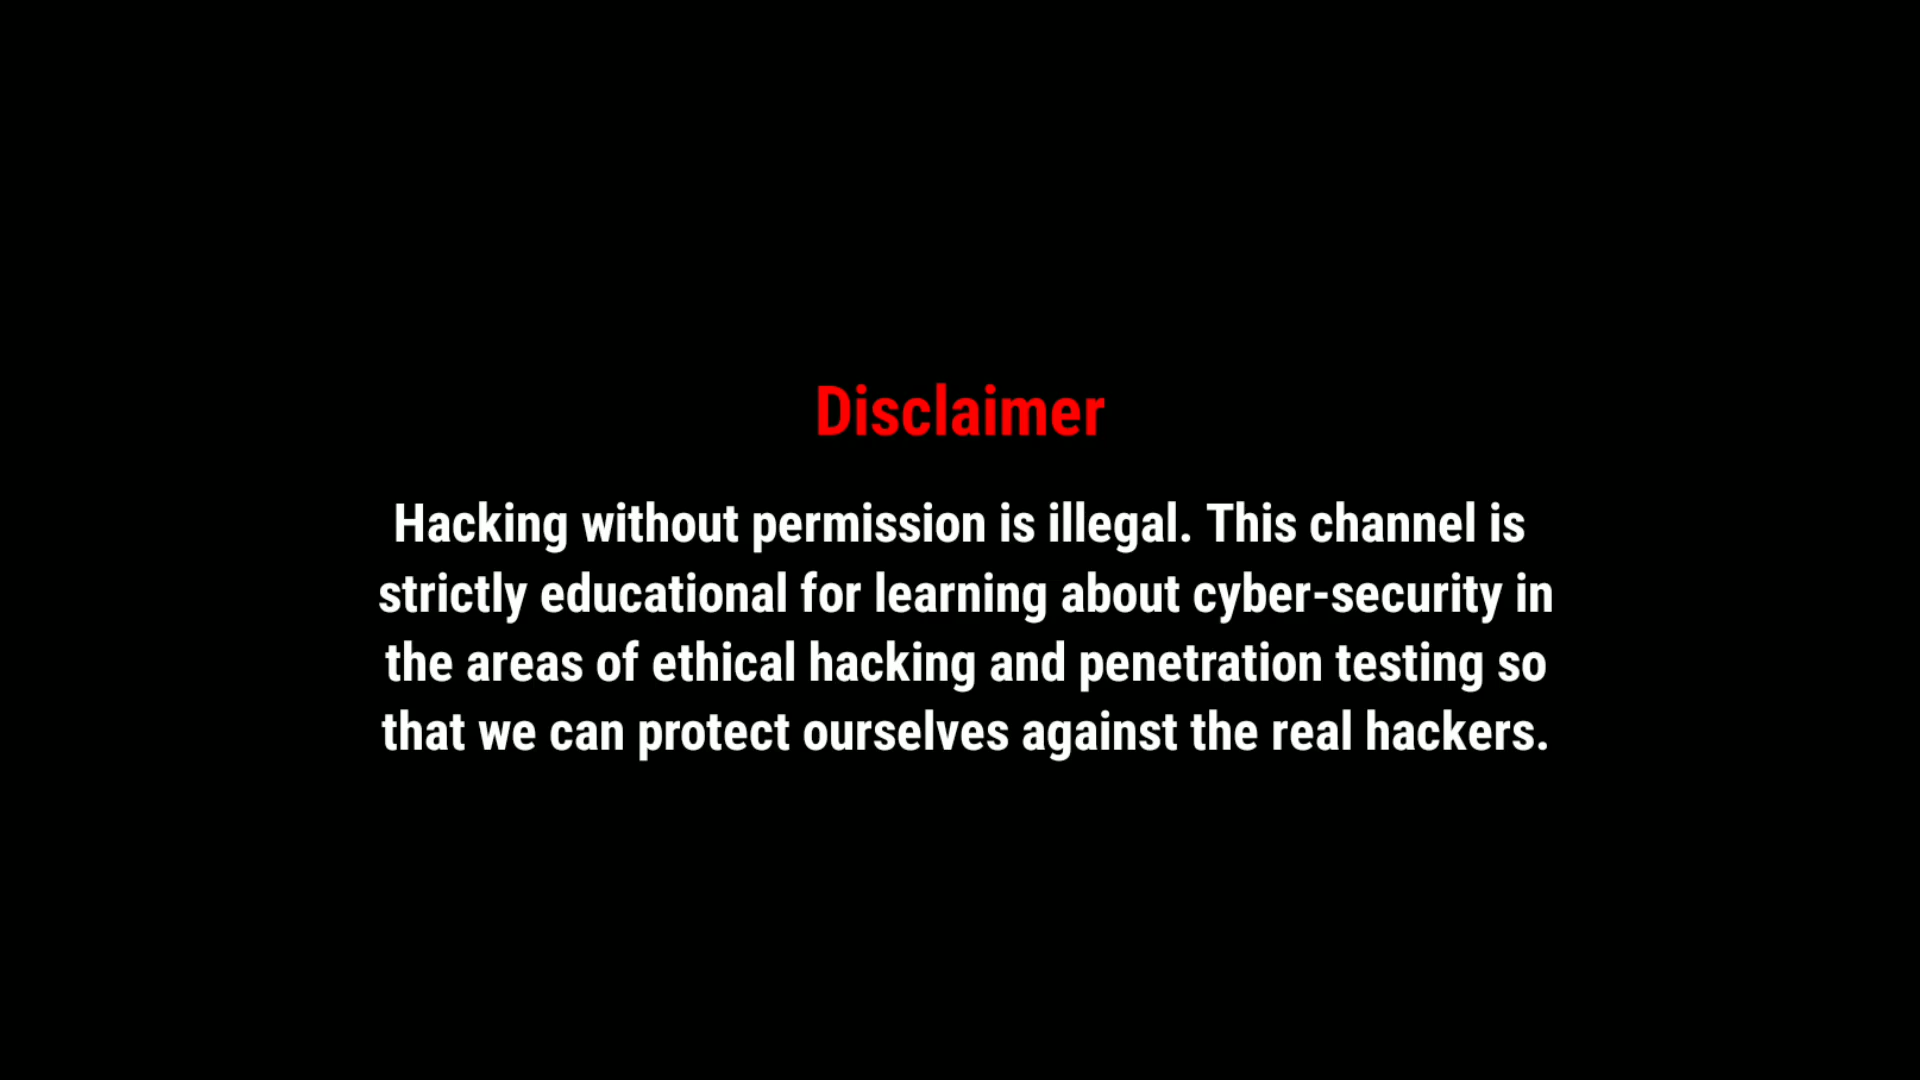 Disclaimer
Hacking without permission is illegal. This channel is
strictly educational for learning about cyber-security in
the areas of ethical hacking and penetration testing so
that we can protect ourselves against the real hackers.